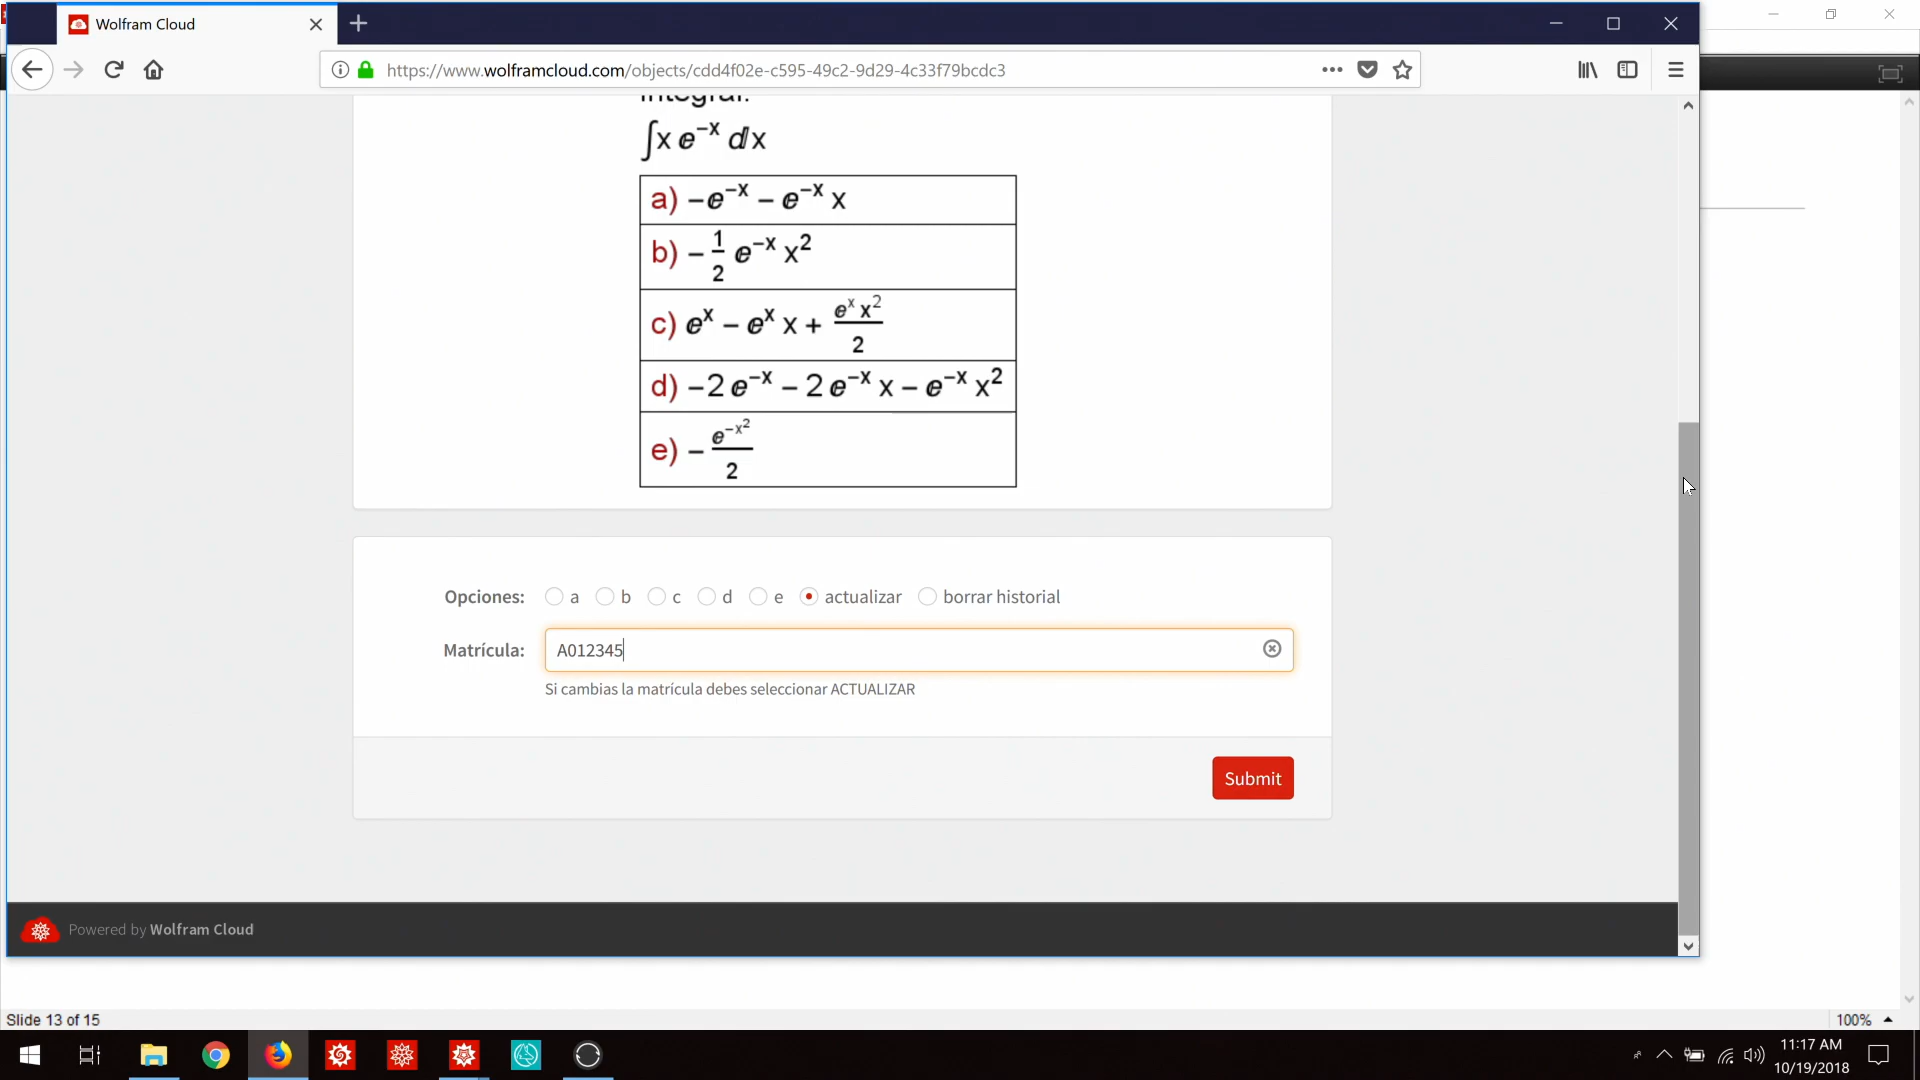 Wolfram Cloud
https://www.wolframcloud.com/objects/cdd4f02e-c595-49c2-9d29-4c33f79bcdc3
integral:
∫x e^-x dx
a) -e^-x - e^-x x
b) -1/2 e^-x x^2
c) e^x - e^x x + e^x x^2/2
d) -2 e^-x - 2 e^-x x - e^-x x^2
e) - e^-x^2/2
Opciones: a b c d e actualizar borrar historial
Matrícula: A012345
Si cambias la matrícula debes seleccionar ACTUALIZAR
Submit
Powered by Wolfram Cloud
Slide 13 of 15
100%
11:17 AM
10/19/2018